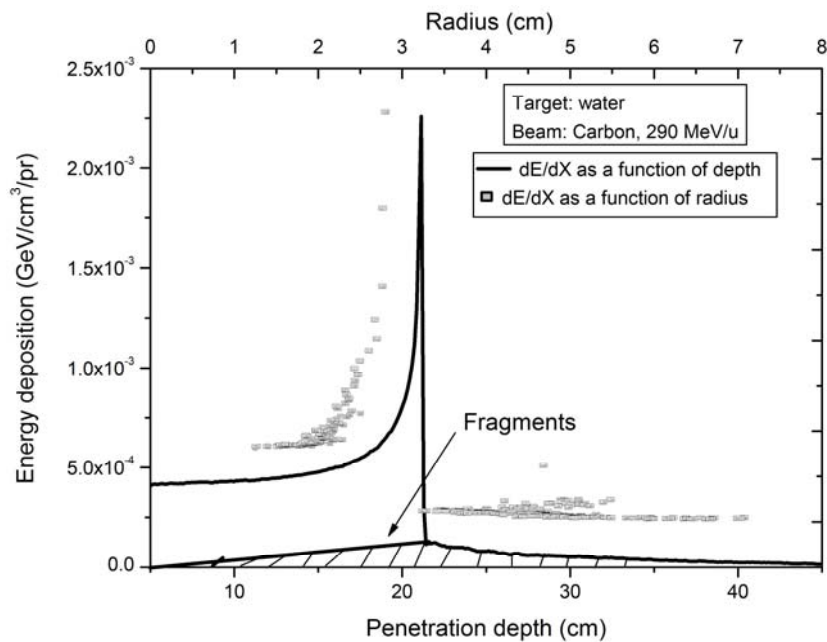 Radius (cm)
0 1 2 3 4 5 6 7 8
2.5x10⁻³
2.0x10⁻³
1.5x10⁻³
1.0x10⁻³
5.0x10⁻⁴
0.0
Energy deposition (GeV/cm³/pr)
Target: water
Beam: Carbon, 290 MeV/u
dE/dX as a function of depth
dE/dX as a function of radius
Fragments
10 20 30 40
Penetration depth (cm)